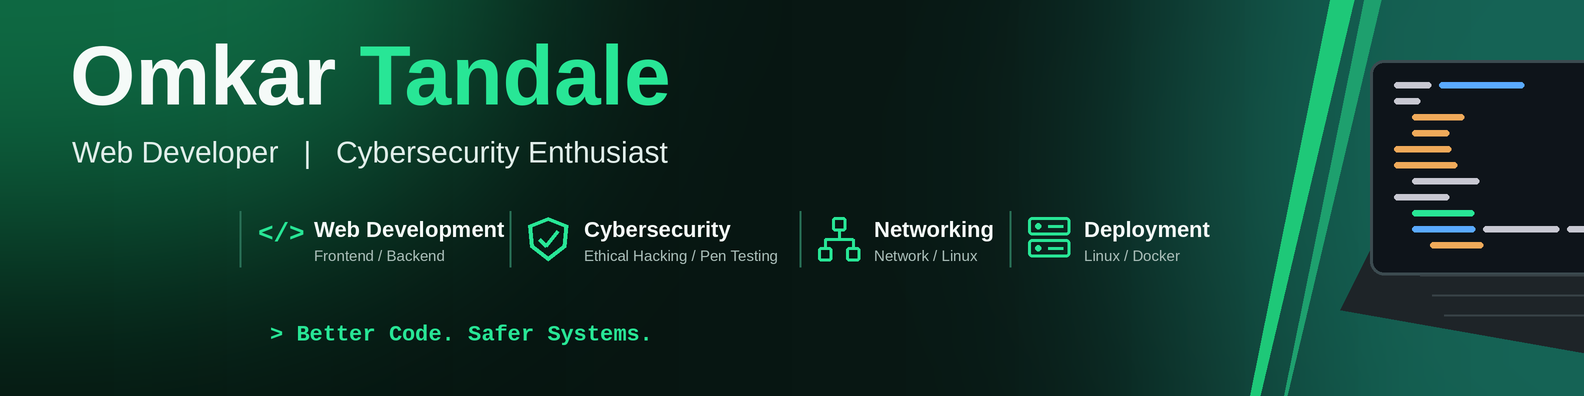 Omkar Tandale
Web Developer | Cybersecurity Enthusiast
</> Web Development
Frontend / Backend
Cybersecurity
Ethical Hacking / Pen Testing
Networking
Network / Linux
Deployment
Linux / Docker
> Better Code. Safer Systems.